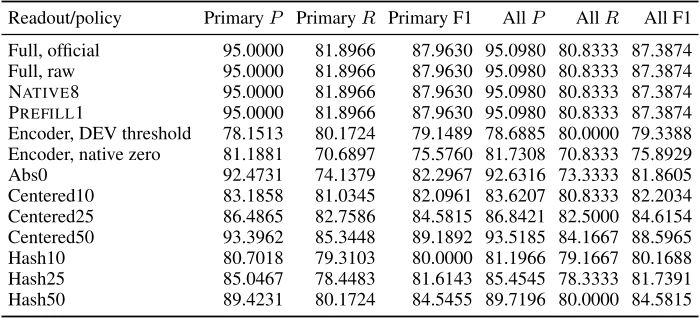 Readout/policy Primary P Primary R Primary F1 All P All R All F1
Full, official 95.0000 81.8966 87.9630 95.0980 80.8333 87.3874
Full, raw 95.0000 81.8966 87.9630 95.0980 80.8333 87.3874
NATIVE8 95.0000 81.8966 87.9630 95.0980 80.8333 87.3874
PREFILL1 95.0000 81.8966 87.9630 95.0980 80.8333 87.3874
Encoder, DEV threshold 78.1513 80.1724 79.1489 78.6885 80.0000 79.3388
Encoder, native zero 81.1881 70.6897 75.5760 81.7308 70.8333 75.8929
Abs0 92.4731 74.1379 82.2967 92.6316 73.3333 81.8605
Centered10 83.1858 81.0345 82.0961 83.6207 80.8333 82.2034
Centered25 86.4865 82.7586 84.5815 86.8421 82.5000 84.6154
Centered50 93.3962 85.3448 89.1892 93.5185 84.1667 88.5965
Hash10 80.7018 79.3103 80.0000 81.1966 79.1667 80.1688
Hash25 85.0467 78.4483 81.6143 85.4545 78.3333 81.7391
Hash50 89.4231 80.1724 84.5455 89.7196 80.0000 84.5815